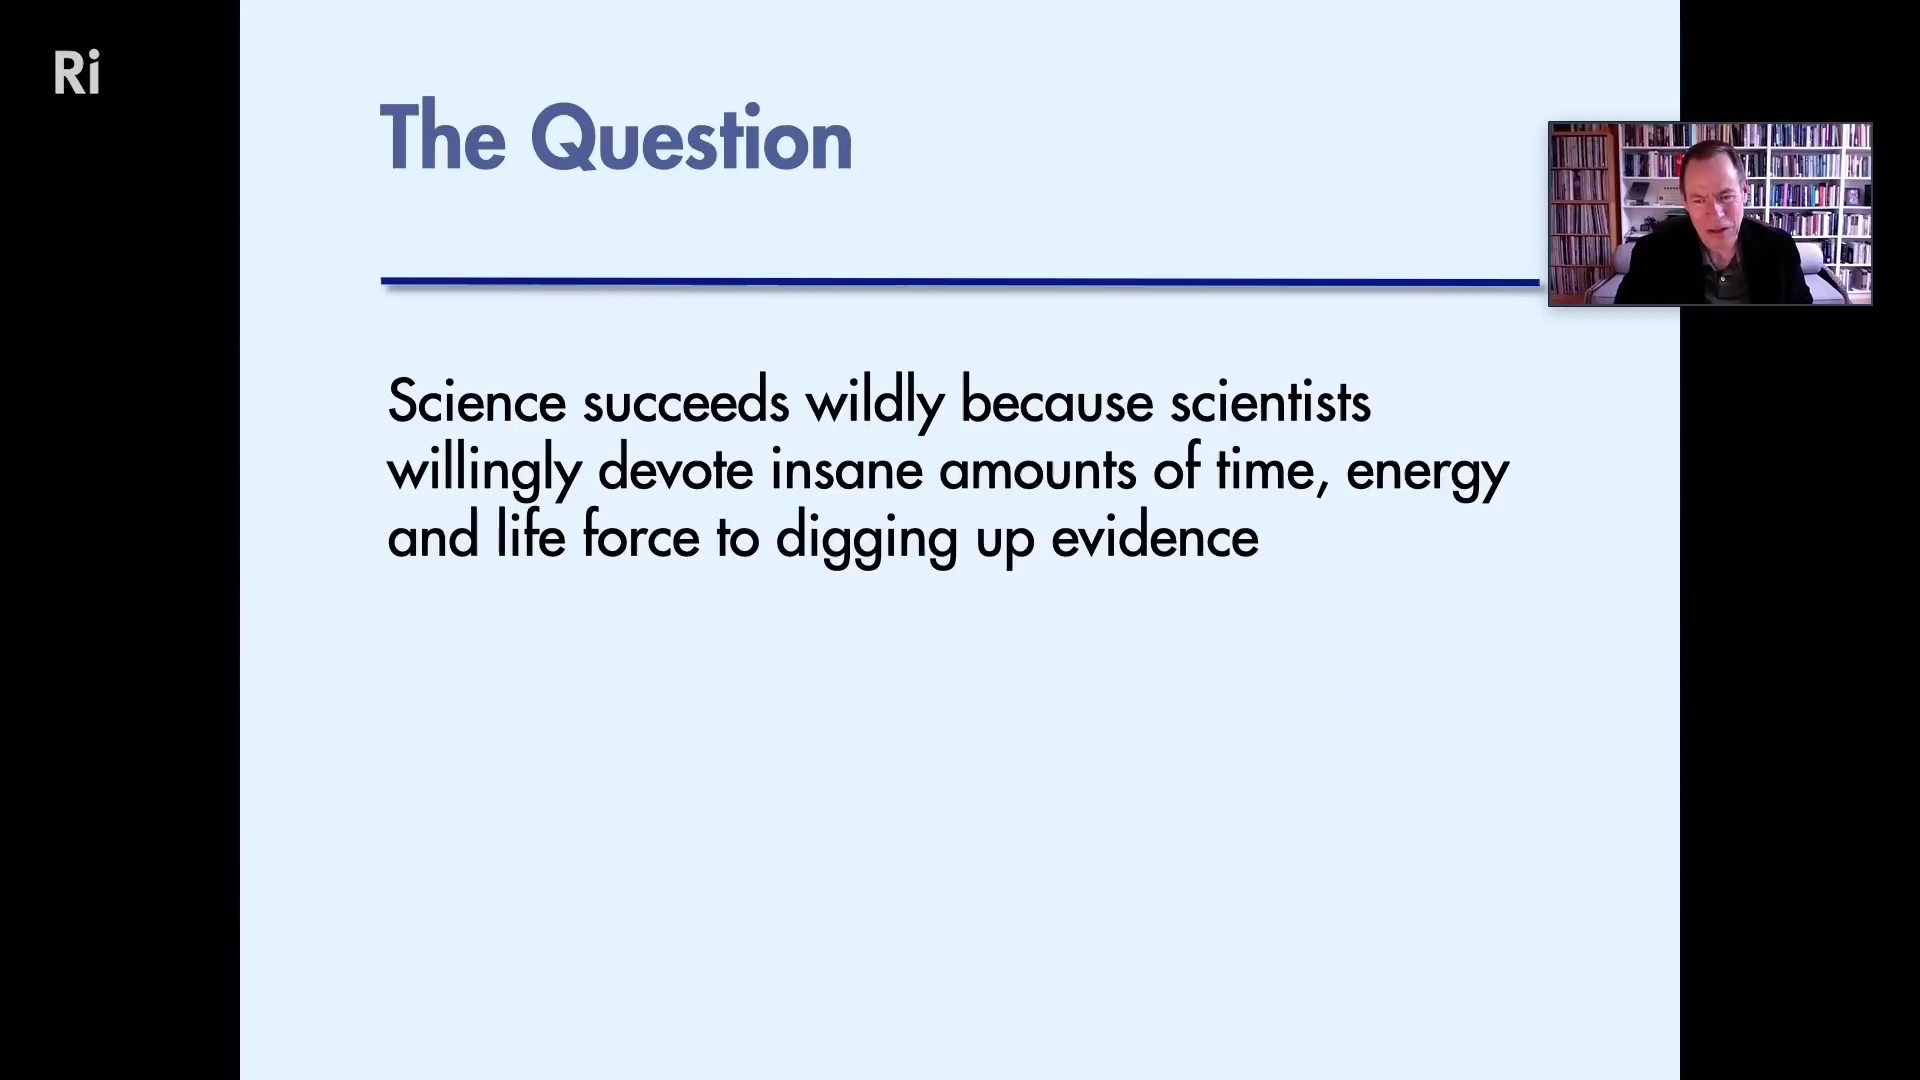 Ri
The Question
Science succeeds wildly because scientists
willingly devote insane amounts of time, energy
and life force to digging up evidence